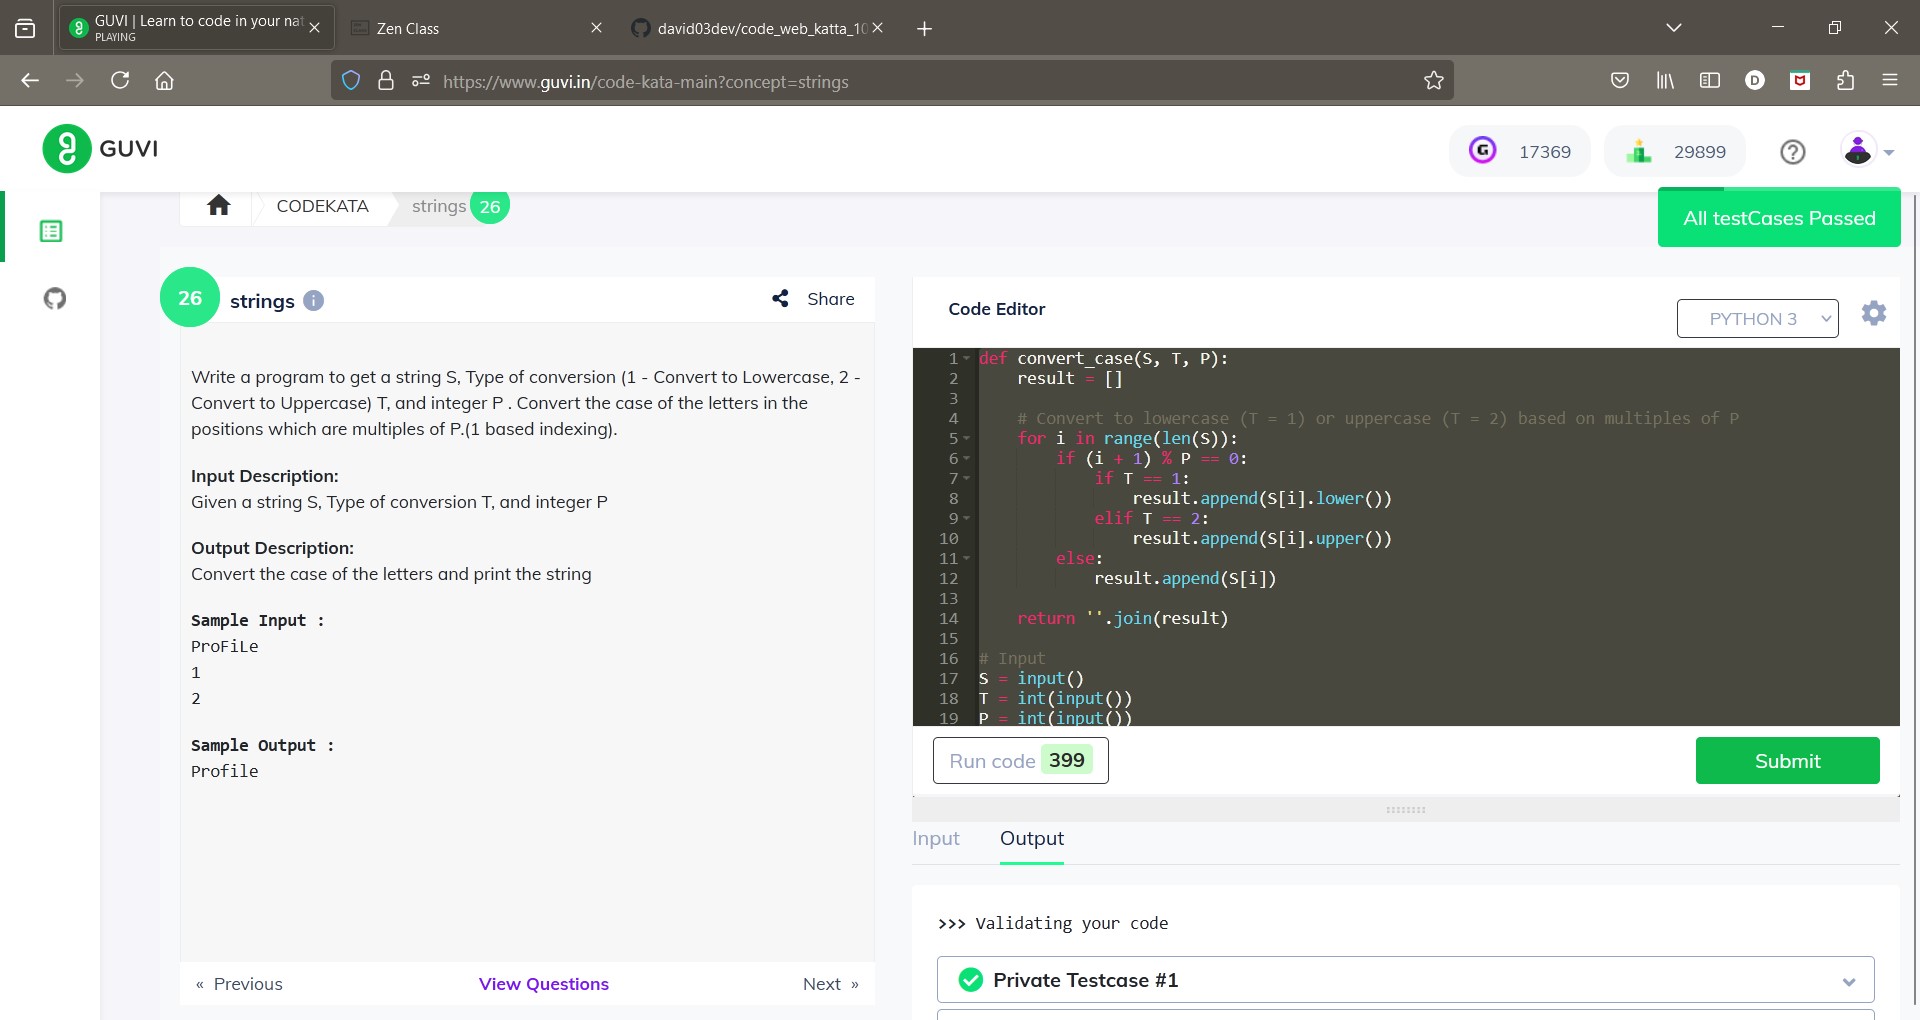 GUVI | Learn to code in your nat
PLAYING
Zen Class
david03dev/code_web_katta_10
https://www.guvi.in/code-kata-main?concept=strings
D
GUVI
G 17369
29899
CODEKATA
strings 26
All testCases Passed
26 strings
Share
Write a program to get a string S, Type of conversion (1 - Convert to Lowercase, 2 -
Convert to Uppercase) T, and integer P . Convert the case of the letters in the
positions which are multiples of P.(1 based indexing).
Input Description:
Given a string S, Type of conversion T, and integer P
Output Description:
Convert the case of the letters and print the string
Sample Input :
ProFiLe
1
2
Sample Output :
Profile
« Previous
View Questions
Next »
Code Editor
PYTHON 3
1 def convert_case(S, T, P):
2     result = []
3
4     # Convert to lowercase (T = 1) or uppercase (T = 2) based on multiples of P
5     for i in range(len(S)):
6         if (i + 1) % P == 0:
7             if T == 1:
8                 result.append(S[i].lower())
9             elif T == 2:
10                 result.append(S[i].upper())
11         else:
12             result.append(S[i])
13
14     return ''.join(result)
15
16 # Input
17 S = input()
18 T = int(input())
19 P = int(input())
Run code 399
Submit
Input
Output
>>> Validating your code
Private Testcase #1